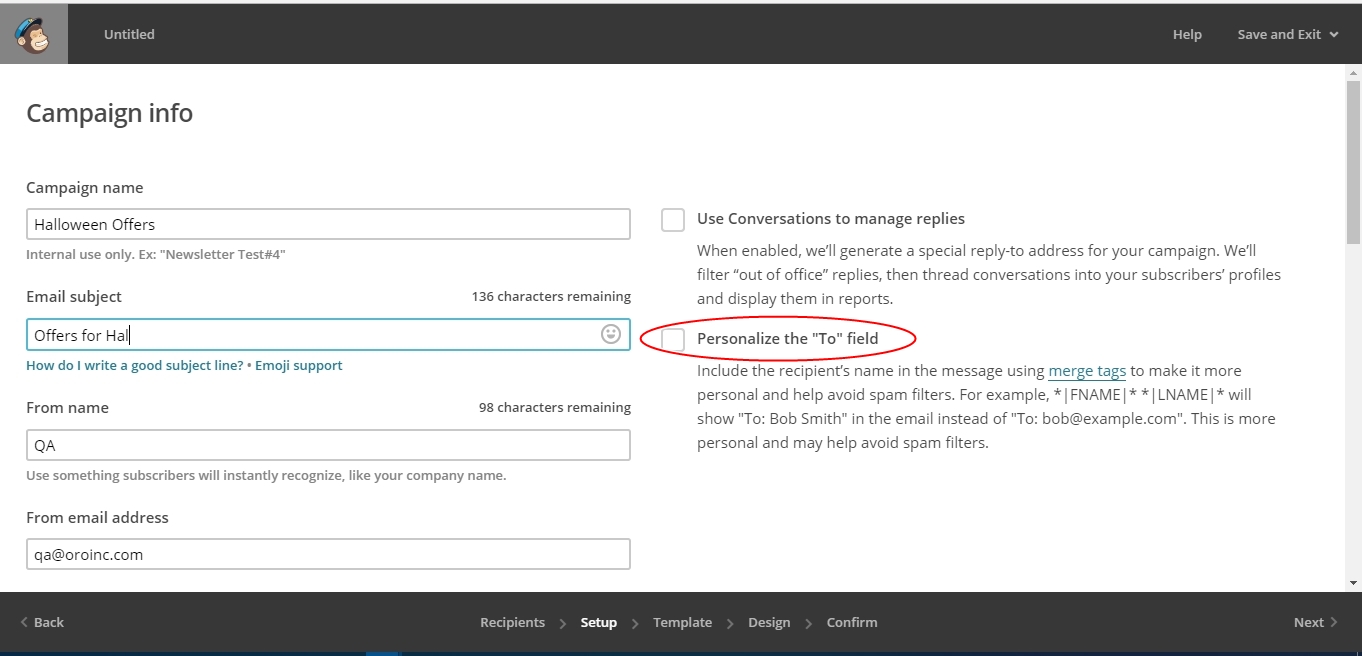 Untitled
Help
Save and Exit
Campaign info
Campaign name
Halloween Offers
Internal use only. Ex: "Newsletter Test#4"
Email subject
136 characters remaining
Offers for Hal
How do I write a good subject line? • Emoji support
From name
98 characters remaining
QA
Use something subscribers will instantly recognize, like your company name.
From email address
qa@oroinc.com
Use Conversations to manage replies
When enabled, we’ll generate a special reply-to address for your campaign. We’ll
filter “out of office” replies, then thread conversations into your subscribers’ profiles
and display them in reports.
Personalize the "To" field
Include the recipient’s name in the message using merge tags to make it more
personal and help avoid spam filters. For example, *|FNAME|* *|LNAME|* will
show "To: Bob Smith" in the email instead of "To: bob@example.com". This is more
personal and may help avoid spam filters.
Back
Recipients
Setup
Template
Design
Confirm
Next